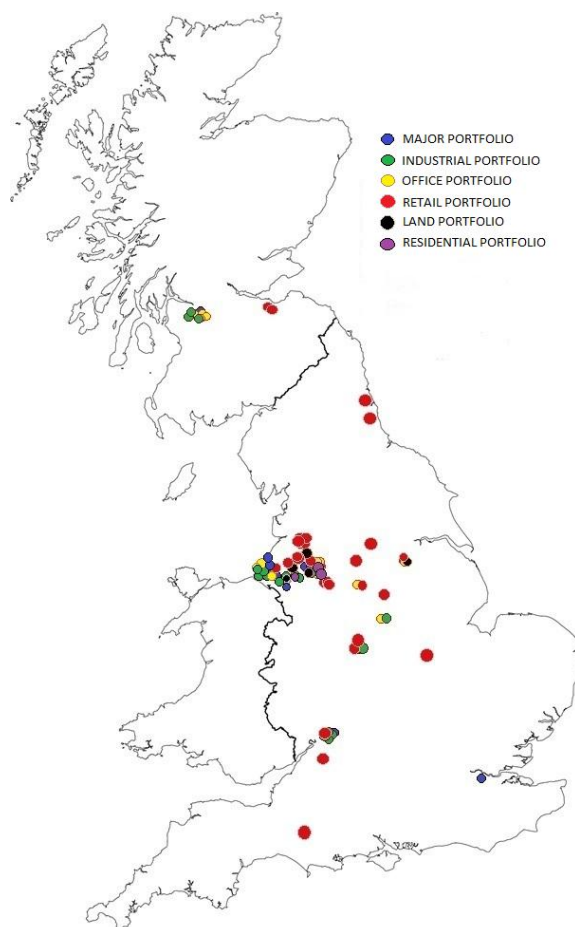 MAJOR PORTFOLIO
INDUSTRIAL PORTFOLIO
OFFICE PORTFOLIO
RETAIL PORTFOLIO
LAND PORTFOLIO
RESIDENTIAL PORTFOLIO